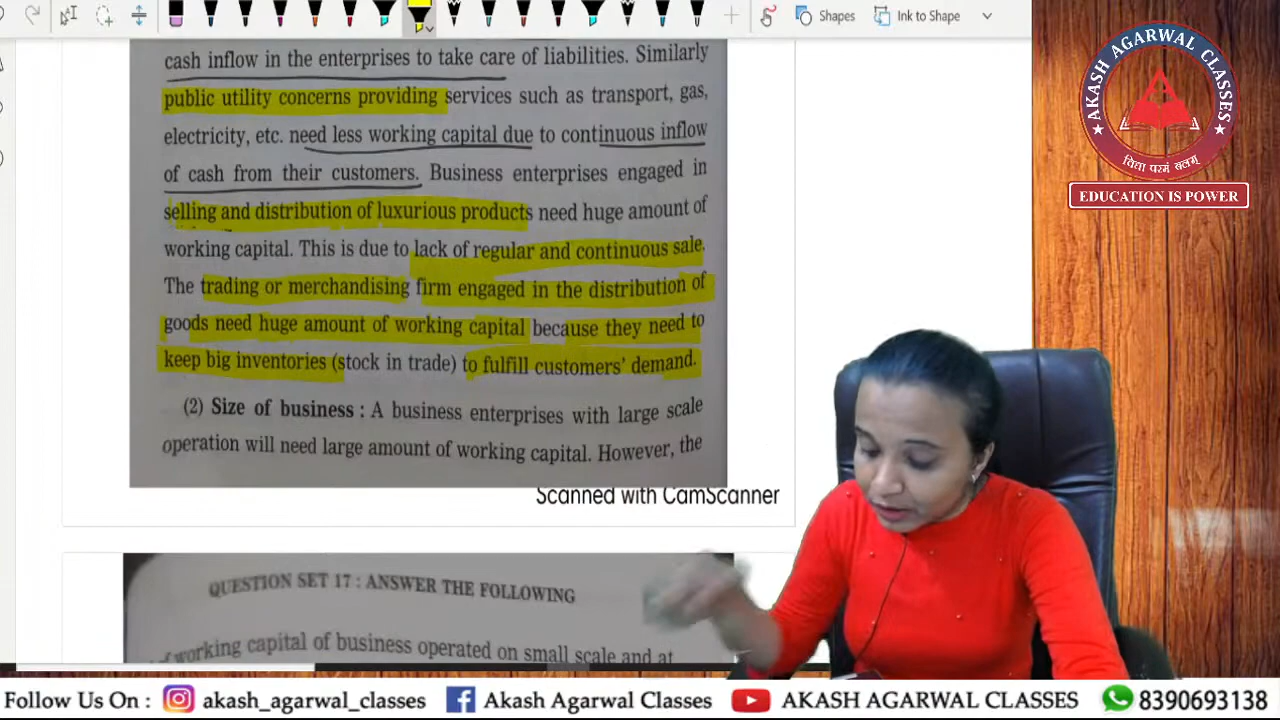 Shapes
Ink to Shape
cash inflow in the enterprises to take care of liabilities. Similarly
public utility concerns providing services such as transport, gas,
electricity, etc. need less working capital due to continuous inflow
of cash from their customers. Business enterprises engaged in
selling and distribution of luxurious products need huge amount of
working capital. This is due to lack of regular and continuous sale.
The trading or merchandising firm engaged in the distribution of
goods need huge amount of working capital because they need to
keep big inventories (stock in trade) to fulfill customers' demand.
(2) Size of business : A business enterprises with large scale
operation will need large amount of working capital. However, the
Scanned with CamScanner
QUESTION SET 17 : ANSWER THE FOLLOWING
working capital of business operated on small scale and at
AKASH AGARWAL CLASSES
विद्या परमं बलम्
EDUCATION IS POWER
Follow Us On : akash_agarwal_classes Akash Agarwal Classes AKASH AGARWAL CLASSES 8390693138